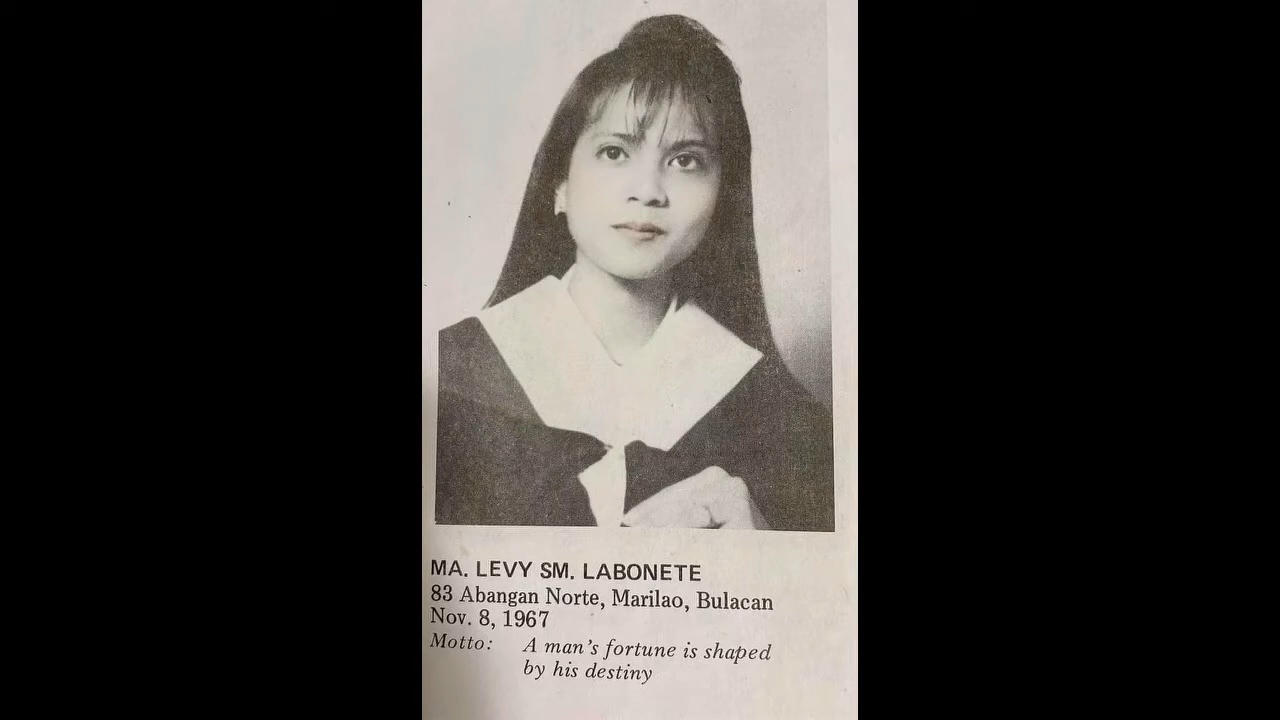 MA. LEVY SM. LABONETE
83 Abangan Norte, Marilao, Bulacan
Nov. 8, 1967
Motto: A man's fortune is shaped
by his destiny